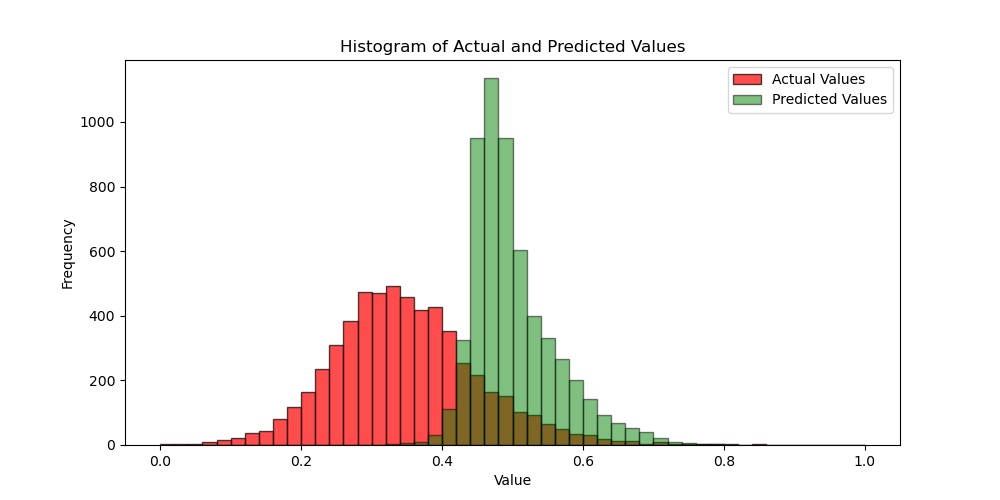 Histogram of Actual and Predicted Values
Actual Values
Predicted Values
1000
800
600
400
200
0
Frequency
0.0 0.2 0.4 0.6 0.8 1.0
Value